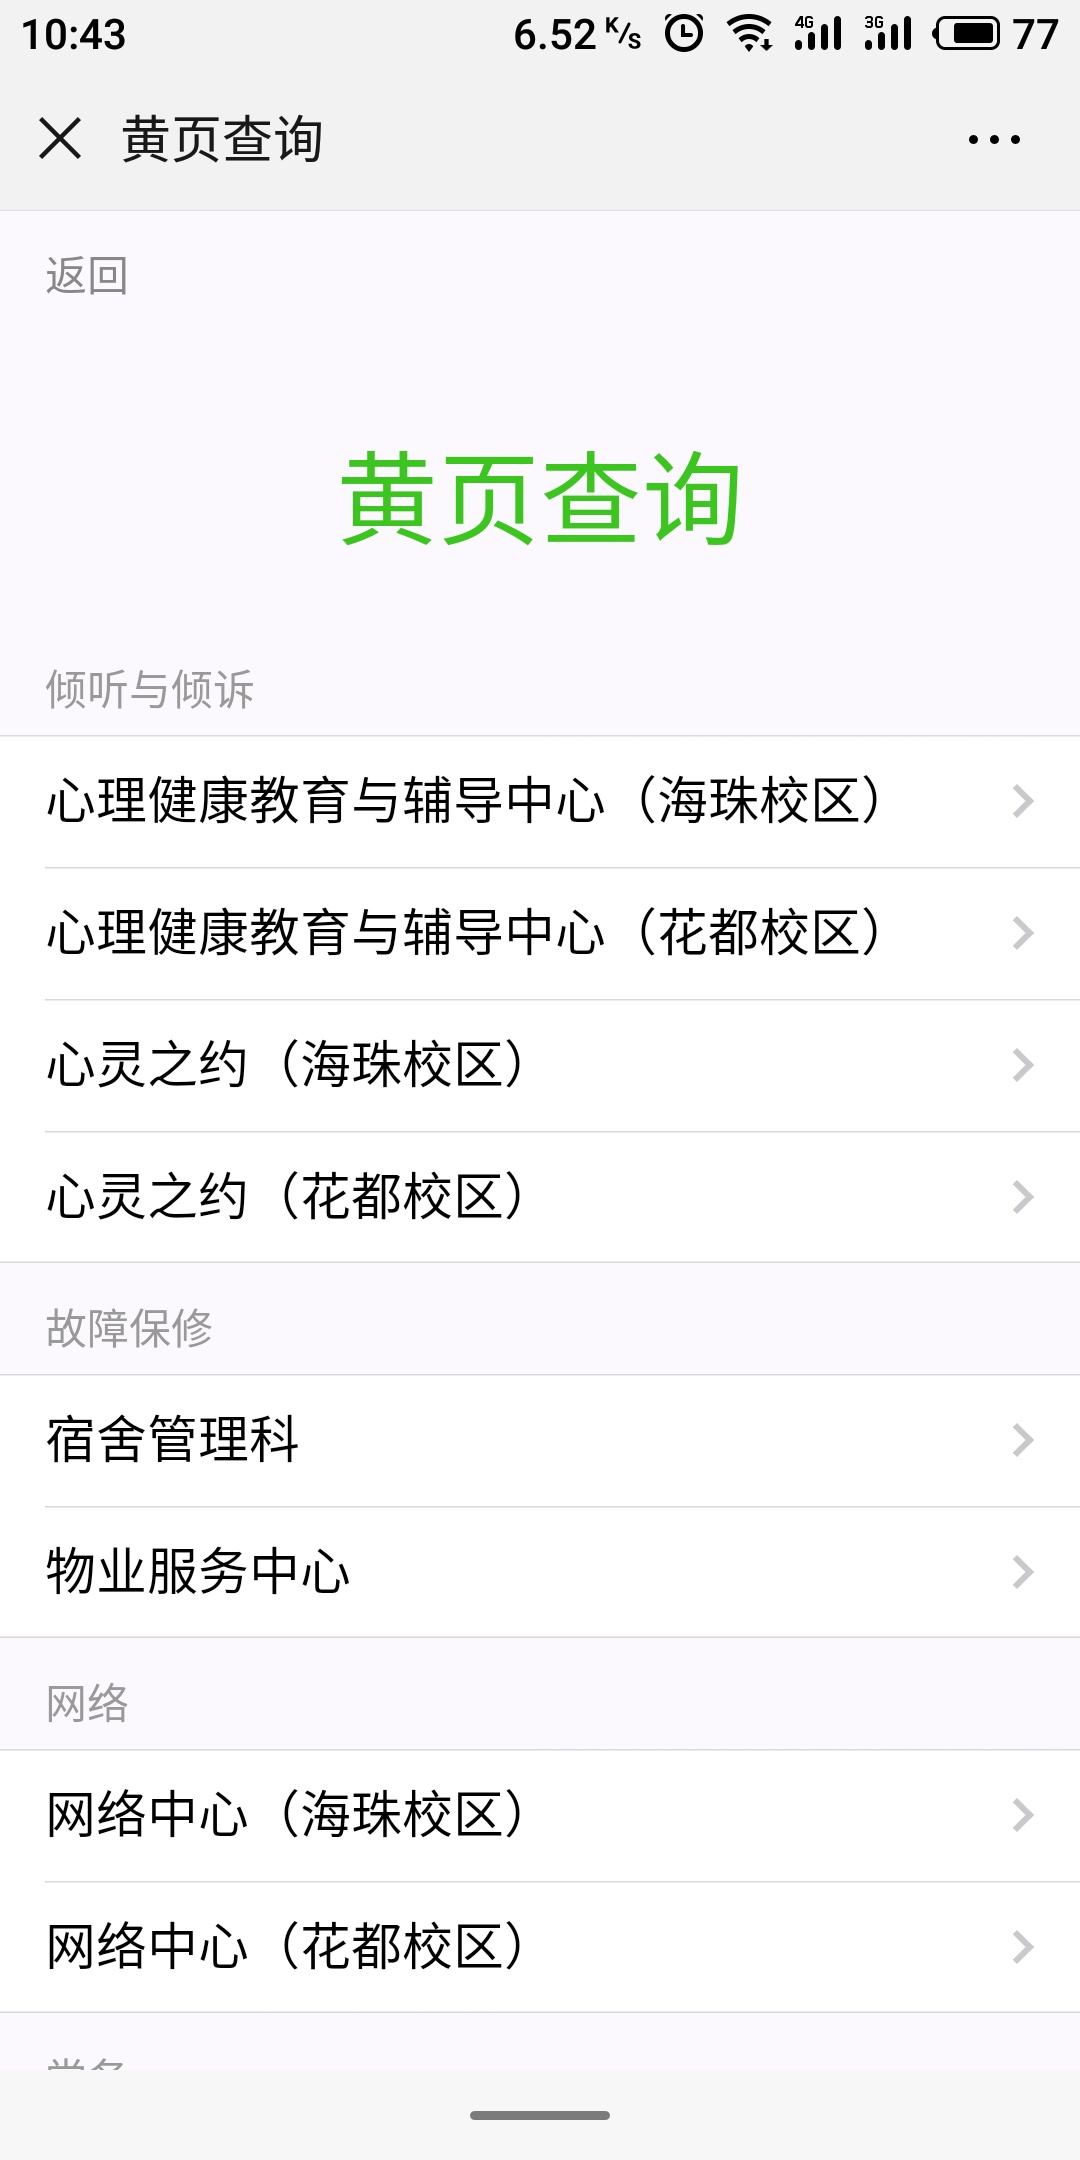 10:43
6.52 K/s 4G 3G 77
黄页查询
返回
黄页查询
倾听与倾诉
心理健康教育与辅导中心（海珠校区）
心理健康教育与辅导中心（花都校区）
心灵之约（海珠校区）
心灵之约（花都校区）
故障保修
宿舍管理科
物业服务中心
网络
网络中心（海珠校区）
网络中心（花都校区）